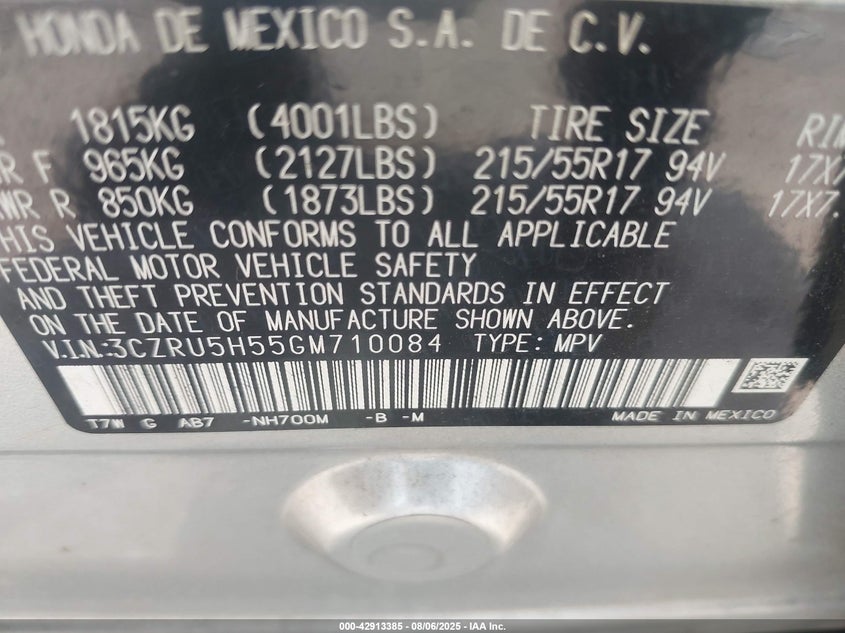 HONDA DE MEXICO S.A. DE C.V.
1815KG (4001LBS) TIRE SIZE RIM
R F 965KG (2127LBS) 215/55R17 94V 17X7
WR R 850KG (1873LBS) 215/55R17 94V 17X7.
HIS VEHICLE CONFORMS TO ALL APPLICABLE
FEDERAL MOTOR VEHICLE SAFETY
AND THEFT PREVENTION STANDARDS IN EFFECT
ON THE DATE OF MANUFACTURE SHOWN ABOVE.
V.I.N:3CZRU5H55GM710084 TYPE: MPV
T7W G AB7 -NH700M -B -M MADE IN MEXICO
000-42913385 - 08/06/2025 - IAA Inc.